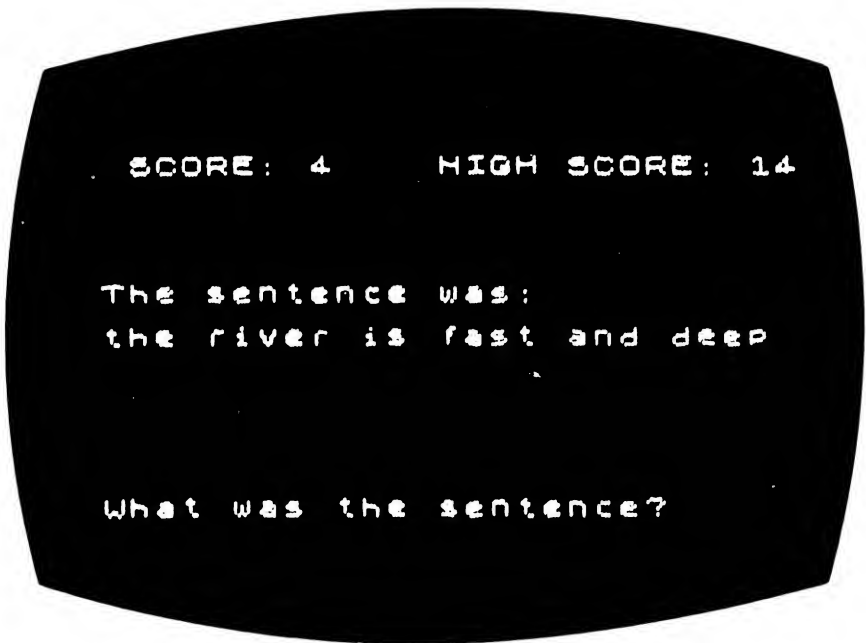 SCORE: 4 HIGH SCORE: 14
The sentence was:
the river is fast and deep
What was the sentence?